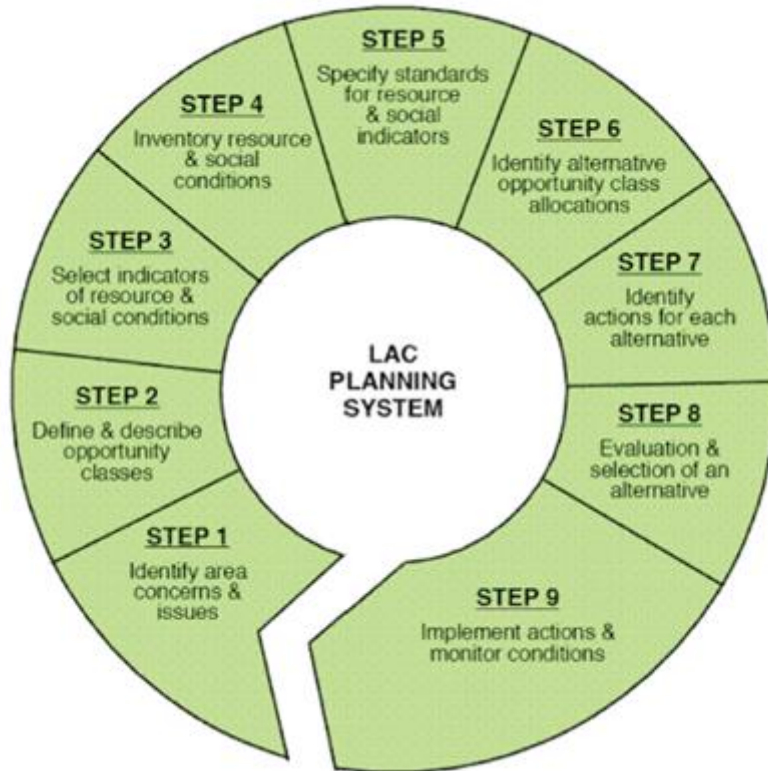 STEP 1
Identify area
concerns &
issues
STEP 2
Define & describe
opportunity
classes
STEP 3
Select indicators
of resource &
social conditions
STEP 4
Inventory resource
& social
conditions
STEP 5
Specify standards
for resource
& social
indicators
STEP 6
Identify alternative
opportunity class
allocations
STEP 7
Identify
actions for each
alternative
STEP 8
Evaluation &
selection of an
alternative
STEP 9
Implement actions &
monitor conditions
LAC
PLANNING
SYSTEM